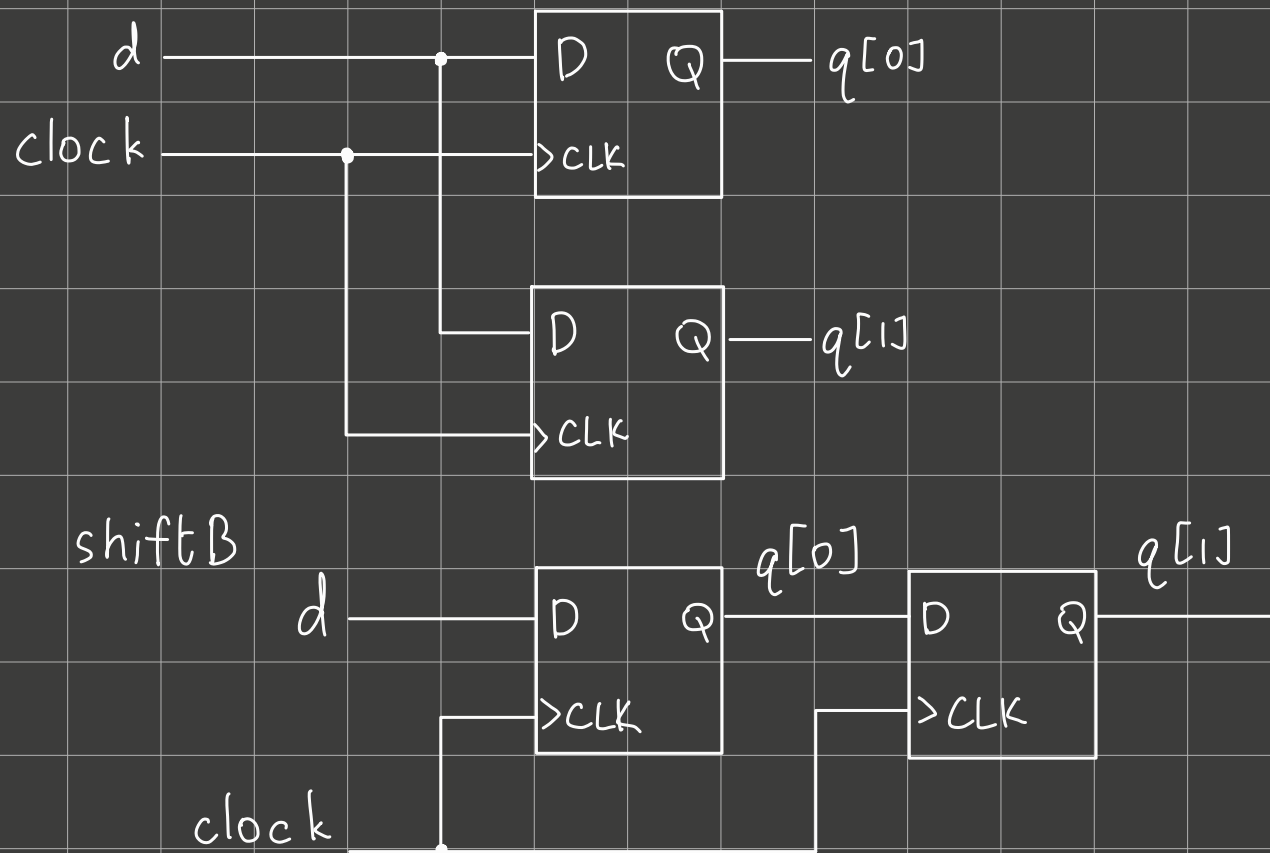 d
D Q
q[0]
clock
CLK
D Q
q[1]
CLK
shiftB
q[0]
q[1]
d
D Q
D Q
CLK
CLK
clock